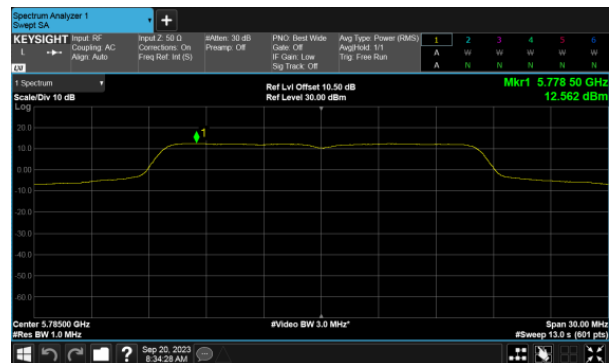 Spectrum Analyzer 1
Swept SA
+
KEYSIGHT
L
Input: RF
Coupling: AC
Align: Auto
Input Z: 50 Ω
Corrections: On
Freq Ref: Int (S)
#Atten: 30 dB
Preamp: Off
PNO: Best Wide
Gate: Off
IF Gain: Low
Sig Track: Off
Avg Type: Power (RMS)
Avg|Hold: 1/1
Trig: Free Run
1 2 3 4 5 6
A W W W W W
A N N N N N
1 Spectrum
Scale/Div 10 dB
Ref Lvl Offset 10.50 dB
Ref Level 30.00 dBm
Mkr1 5.778 50 GHz
12.562 dBm
Log
20.0
10.0
0.00
-10.0
-20.0
-30.0
-40.0
-50.0
-60.0
1
Center 5.78500 GHz
#Res BW 1.0 MHz
#Video BW 3.0 MHz*
Span 30.00 MHz
#Sweep 13.0 s (601 pts)
?
Sep 20, 2023
8:34:28 AM